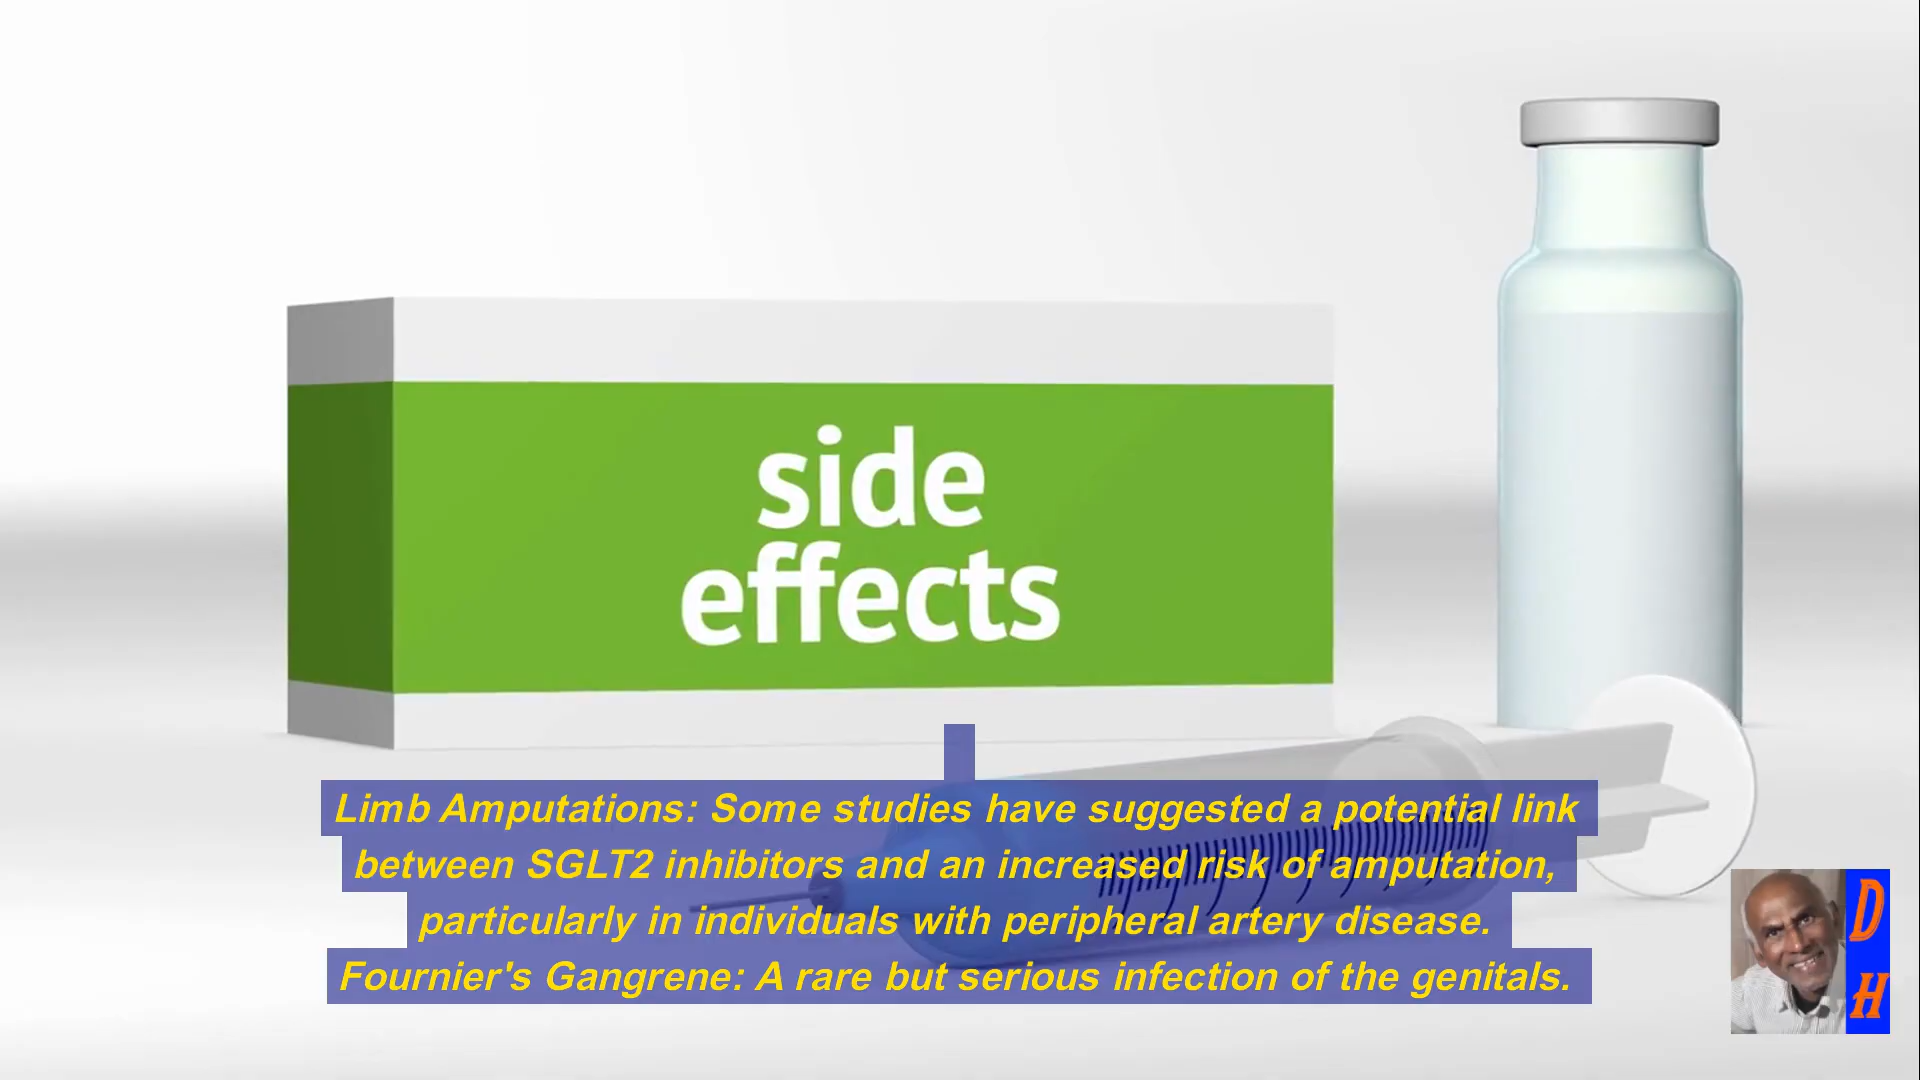 side
effects
Limb Amputations: Some studies have suggested a potential link
between SGLT2 inhibitors and an increased risk of amputation,
particularly in individuals with peripheral artery disease.
Fournier's Gangrene: A rare but serious infection of the genitals.
D
H